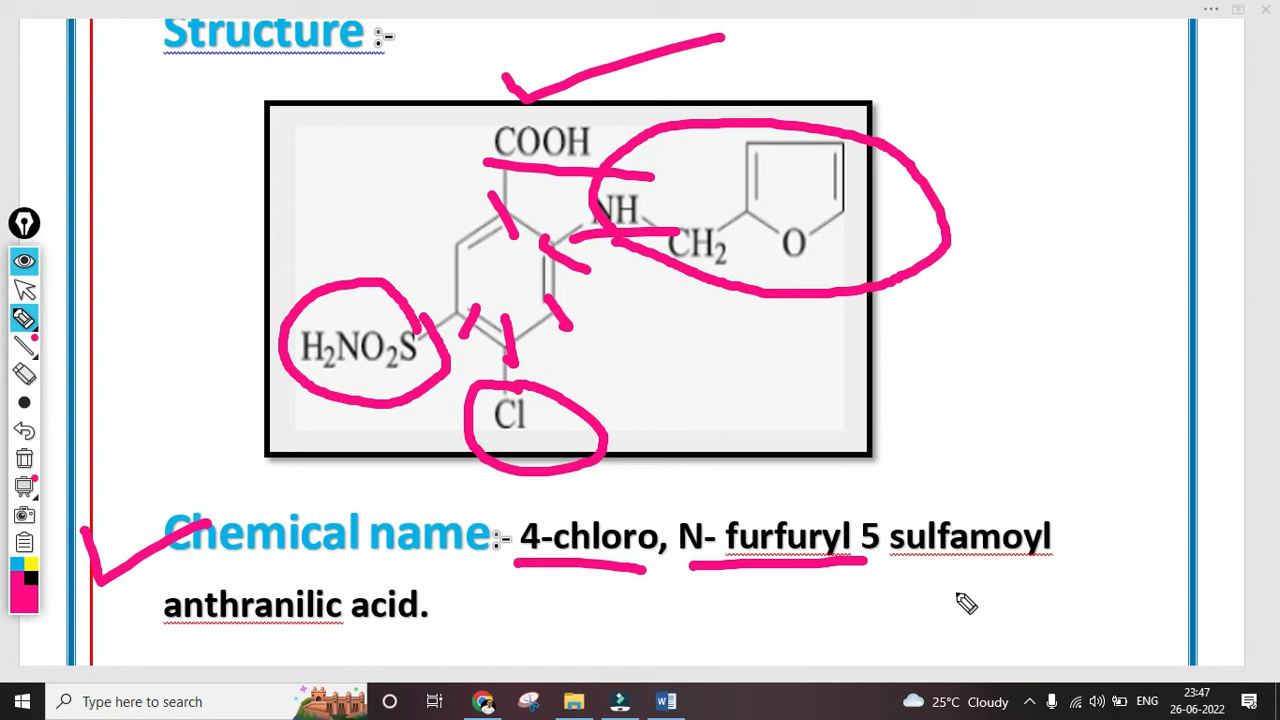 Structure :-
COOH
NH
CH2
O
H2NO2S
Cl
Chemical name:- 4-chloro, N- furfuryl 5 sulfamoyl
anthranilic acid.
Type here to search
25°C Cloudy
ENG
23:47
26-06-2022